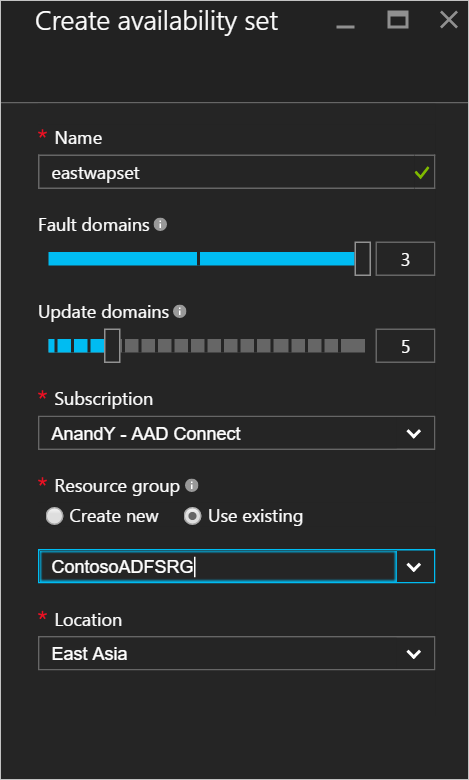 Create availability set
* Name
eastwapset
Fault domains
3
Update domains
5
* Subscription
AnandY - AAD Connect
* Resource group
Create new Use existing
ContosoADFSRG
* Location
East Asia